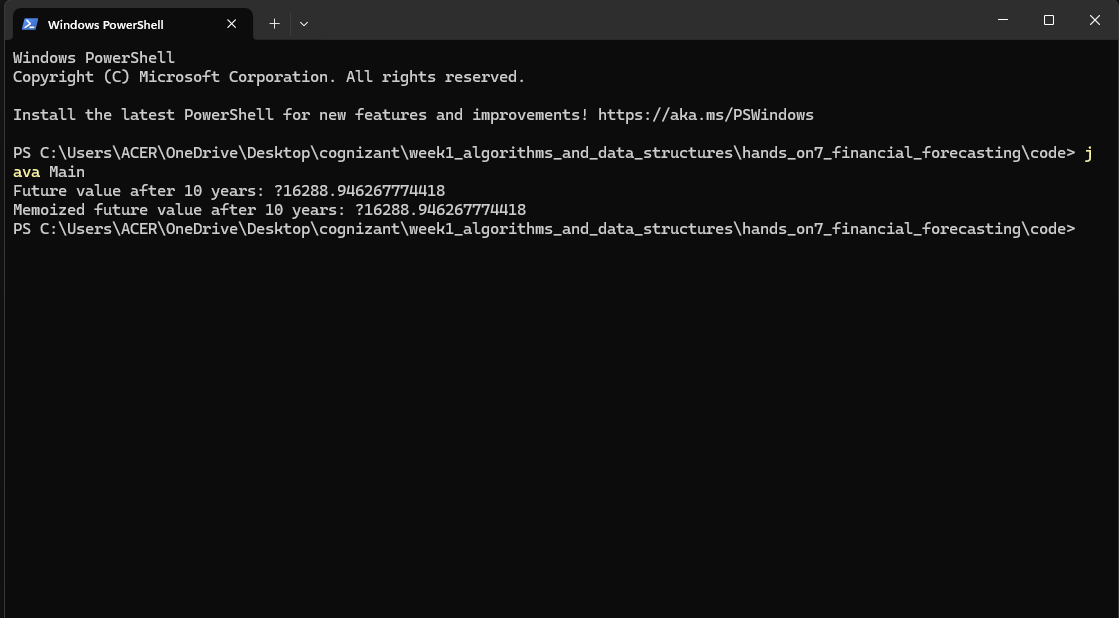 Windows PowerShell
Windows PowerShell
Copyright (C) Microsoft Corporation. All rights reserved.
Install the latest PowerShell for new features and improvements! https://aka.ms/PSWindows
PS C:\Users\ACER\OneDrive\Desktop\cognizant\week1_algorithms_and_data_structures\hands_on7_financial_forecasting\code> j
ava Main
Future value after 10 years: ?16288.946267774418
Memoized future value after 10 years: ?16288.946267774418
PS C:\Users\ACER\OneDrive\Desktop\cognizant\week1_algorithms_and_data_structures\hands_on7_financial_forecasting\code>